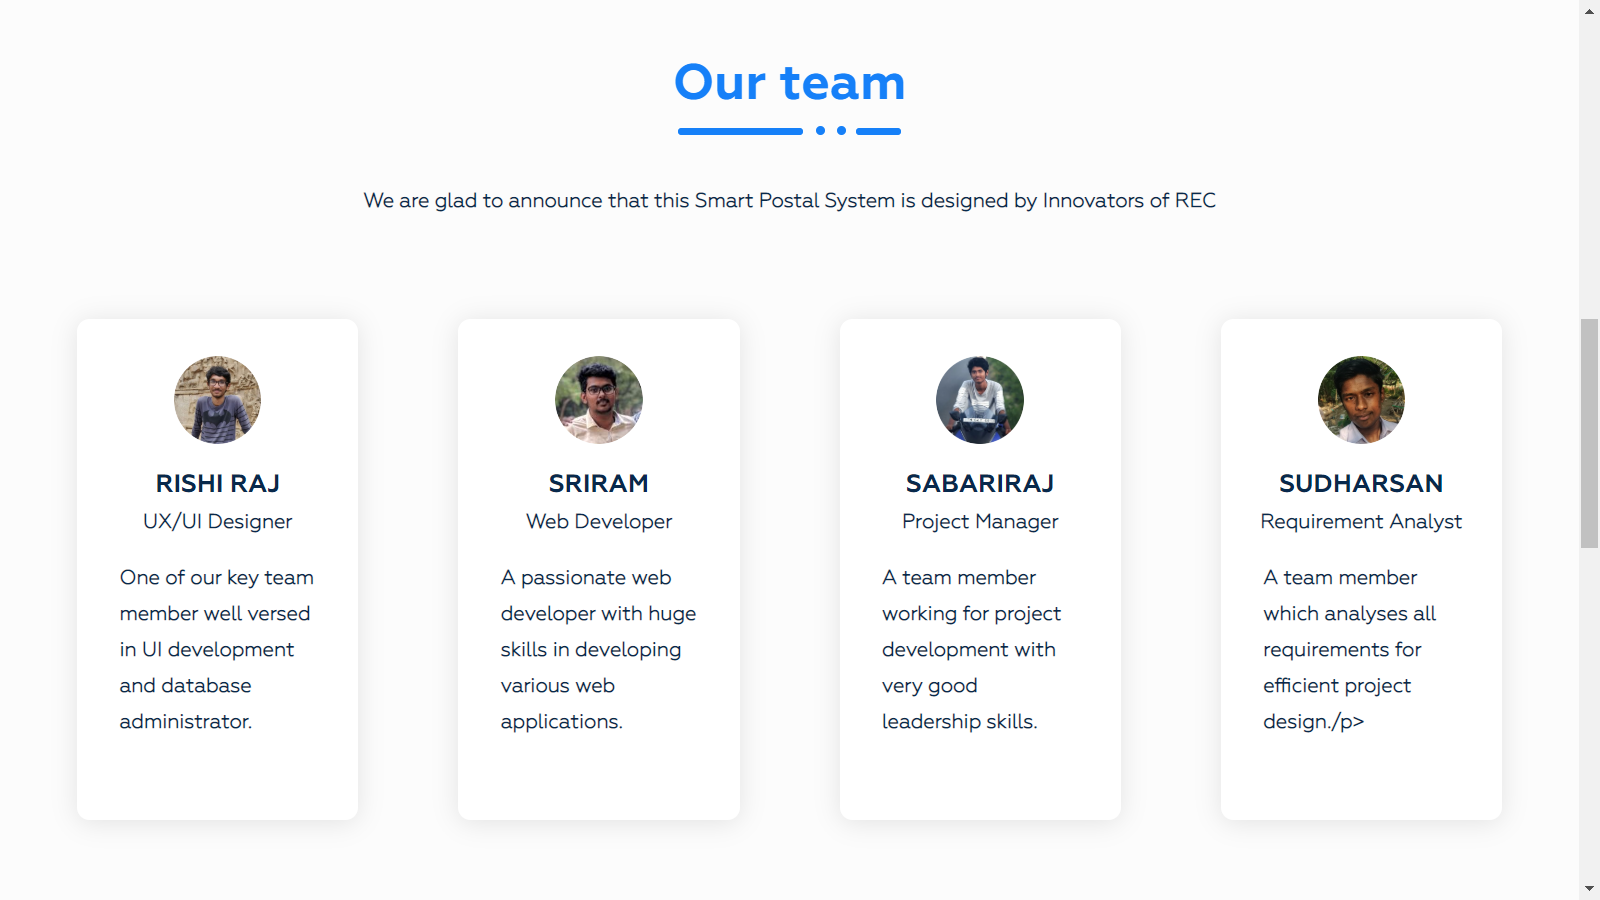 Our team
We are glad to announce that this Smart Postal System is designed by Innovators of REC
RISHI RAJ
UX/UI Designer
One of our key team
member well versed
in UI development
and database
administrator.
SRIRAM
Web Developer
A passionate web
developer with huge
skills in developing
various web
applications.
SABARIRAJ
Project Manager
A team member
working for project
development with
very good
leadership skills.
SUDHARSAN
Requirement Analyst
A team member
which analyses all
requirements for
efficient project
design./p>